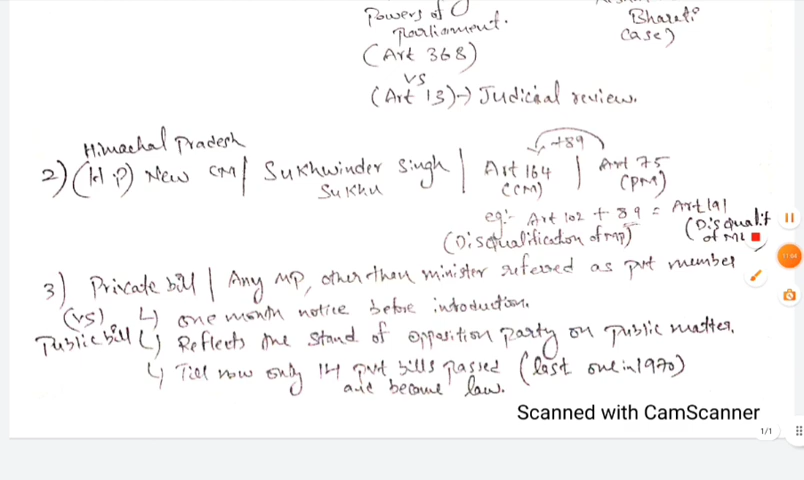 Powers of
Parliament.
(Art 368)
vs
(Art 13) → Judicial review.
Bharati
Case)
Himachal Pradesh
2) (H.P) New CM | Sukhwinder Singh | Art 164 | Art 75
Sukhu
(CM)
(PM)
+89
eg:- Art 102 + 89 = Art 191
(Disqualification of MP)
(Disqualifi
of ML
3) Private bill | Any MP, other than minister referred as pvt member
(vs) ↳ one month notice before introduction.
Public bill ↳ Reflects the stand of opposition party on public matter.
↳ Till now only 14 pvt bills passed (last one in 1970)
and become law.
Scanned with CamScanner
1/1